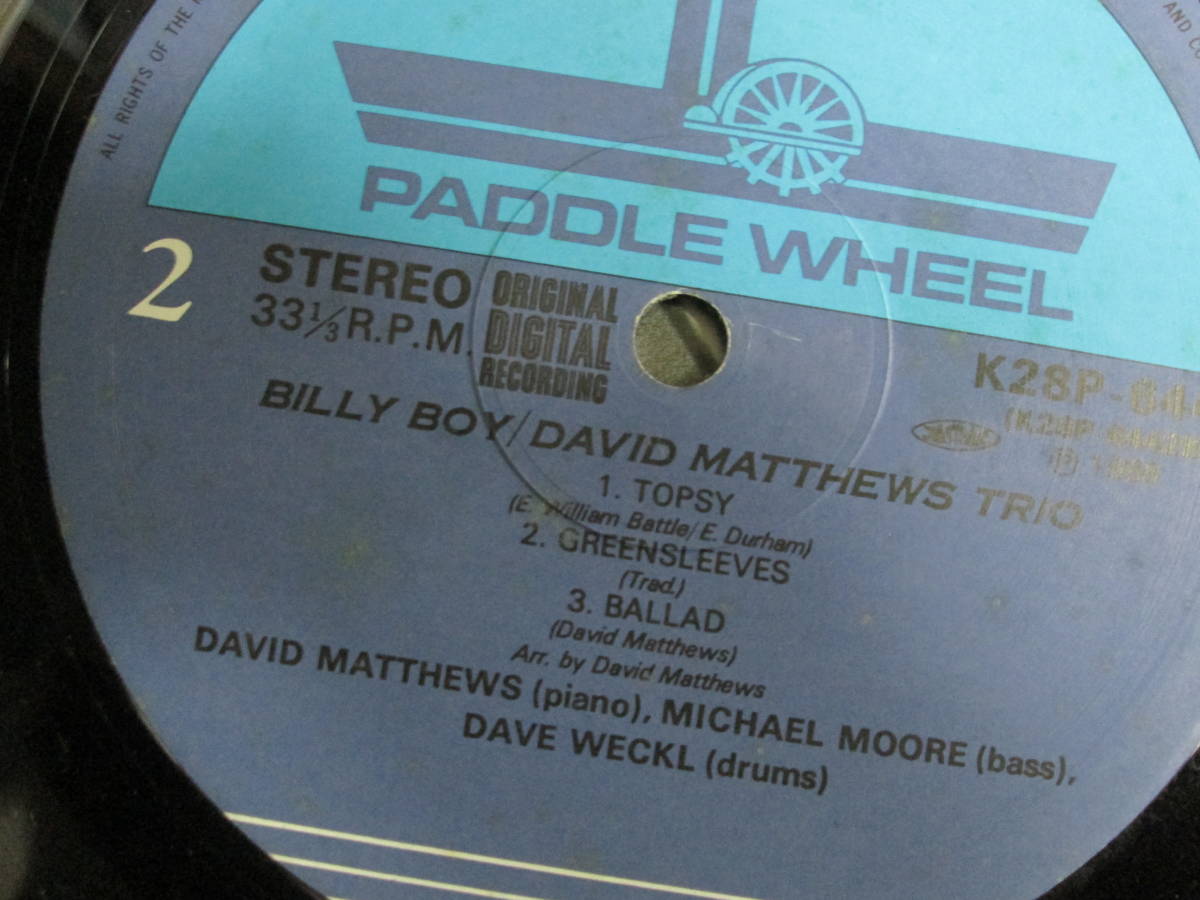 ALL RIGHTS OF THE
AND
PADDLE WHEEL
2
STEREO
33⅓R.P.M.
ORIGINAL
DIGITAL
RECORDING
BILLY BOY/DAVID MATTHEWS TRIO
1. TOPSY
(E. William Battle/E. Durham)
2. GREENSLEEVES
(Trad.)
3. BALLAD
(David Matthews)
Arr. by David Matthews
DAVID MATTHEWS (piano), MICHAEL MOORE (bass),
DAVE WECKL (drums)